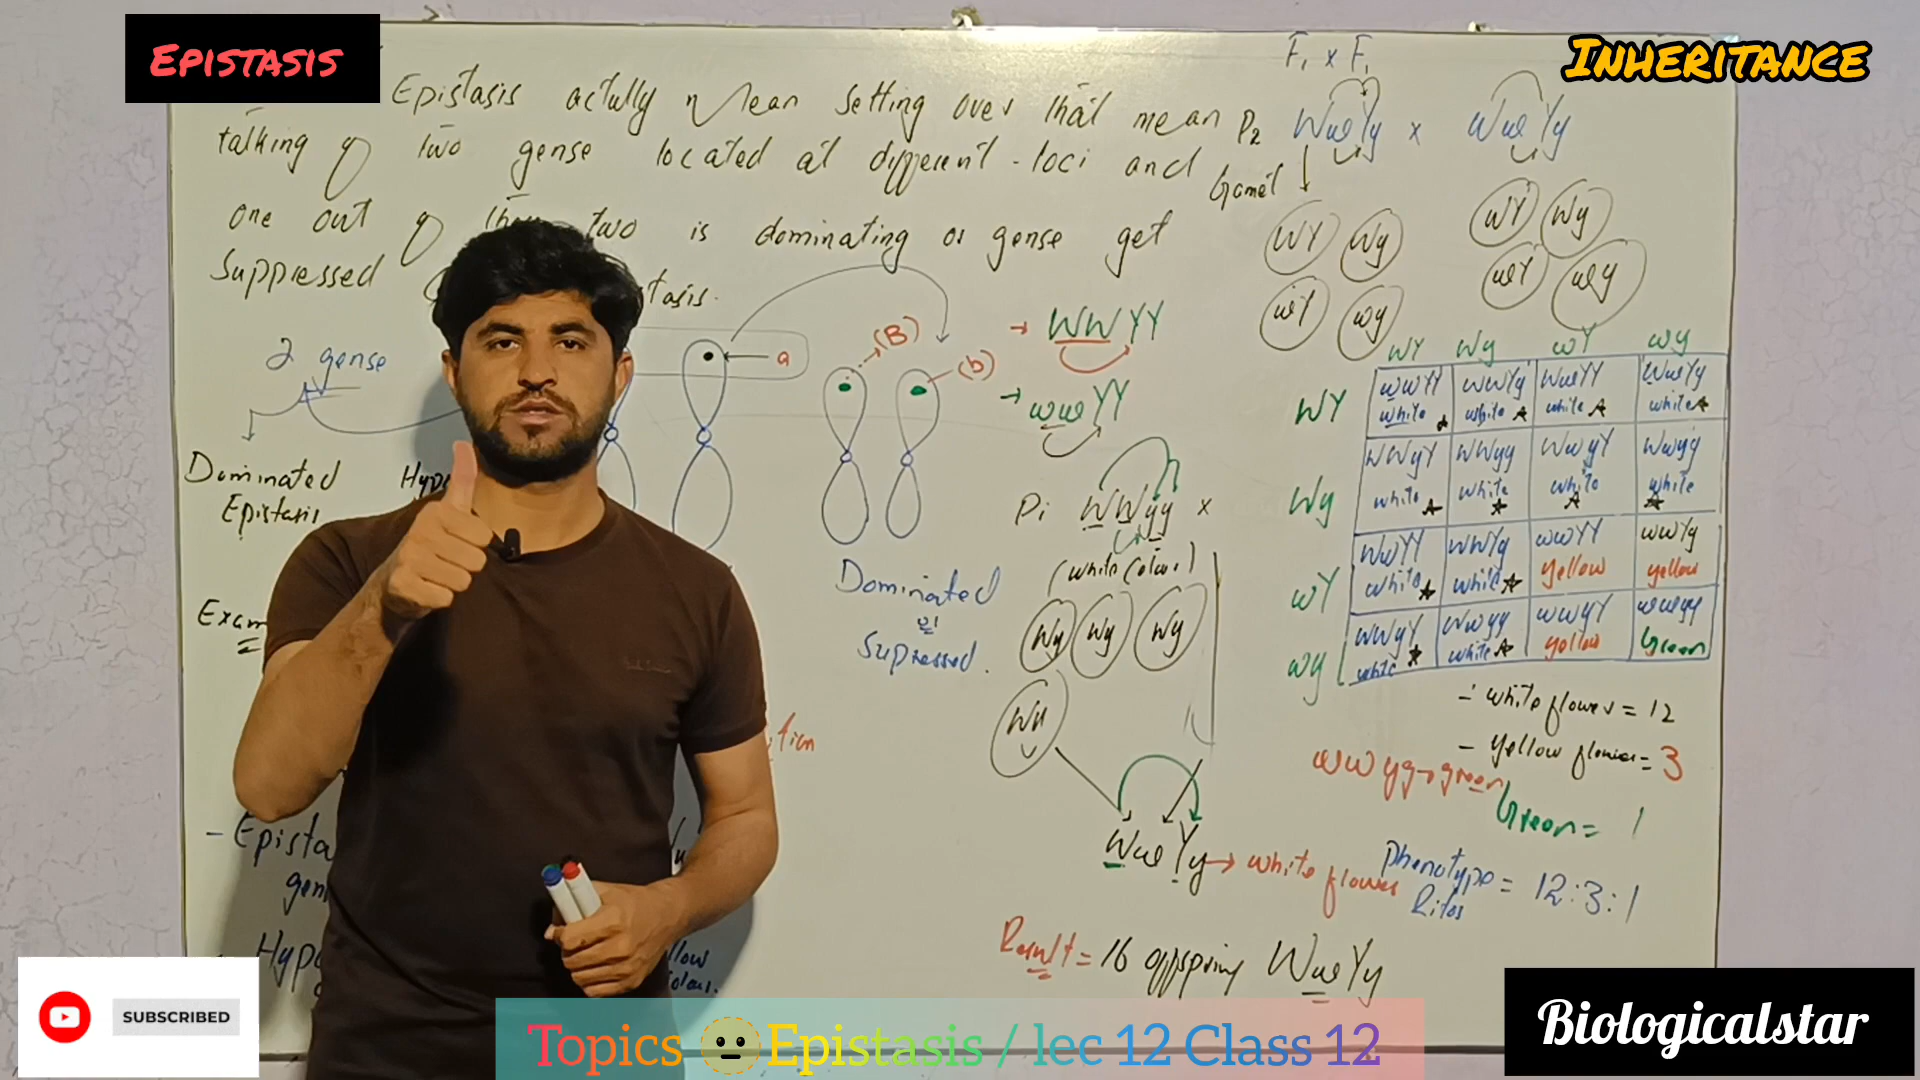 EPISTASIS
INHERITANCE
Epistasis actully mean setting over that mean
talking of two gense located at different loci and
one out of two is dominating or gense get
Suppressed
2 gense
Dominated
Epistasis
a
(B)
(b)
→ WWYY
→ wwYY
Dominated
Supressed.
P1 WWyy ×
(white colour)
Wy Wy Wy
WwYy → white flower
Result = 16 offspring WwYy
F1 × F1
P2 WwYy × WwYy
Gamet
WY Wy WY Wy
wY wy wY wy
WY Wy wY wy
WY WWYY WWYy WwYY WwYy
white white white white
Wy WWyY WWyy WwyY Wwyy
white white white white
wY WwYY WwYy wwYY wwYy
white white yellow yellow
wy WwyY Wwyy wwyY wwyy
white white yellow Green
- white flower = 12
- yellow flower = 3
wwyy → green
Green = 1
Phenotype = 12:3:1
SUBSCRIBED
Topics 😐 Epistasis / lec 12 Class 12
Biologicalstar